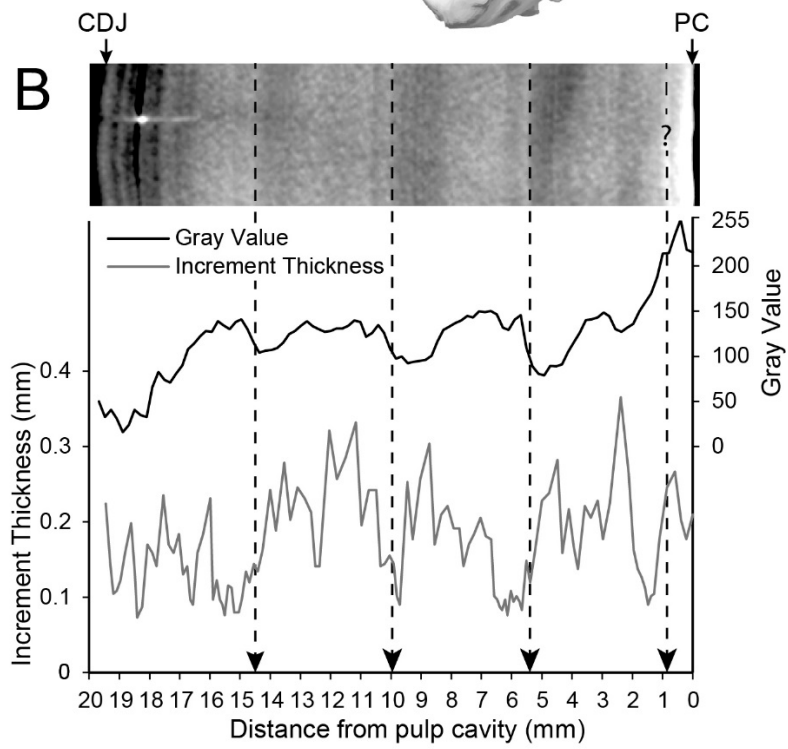 CDJ PC
B
?
Gray Value
Increment Thickness
255
200
150
100
50
0
Gray Value
0.4
0.3
0.2
0.1
0
Increment Thickness (mm)
20 19 18 17 16 15 14 13 12 11 10 9 8 7 6 5 4 3 2 1 0
Distance from pulp cavity (mm)